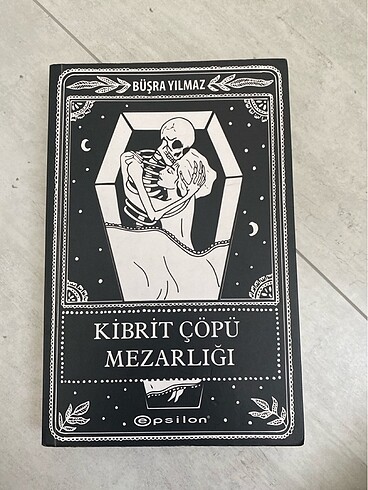 BÜŞRA YILMAZ
KİBRİT ÇÖPÜ
MEZARLIĞI
epsilon®